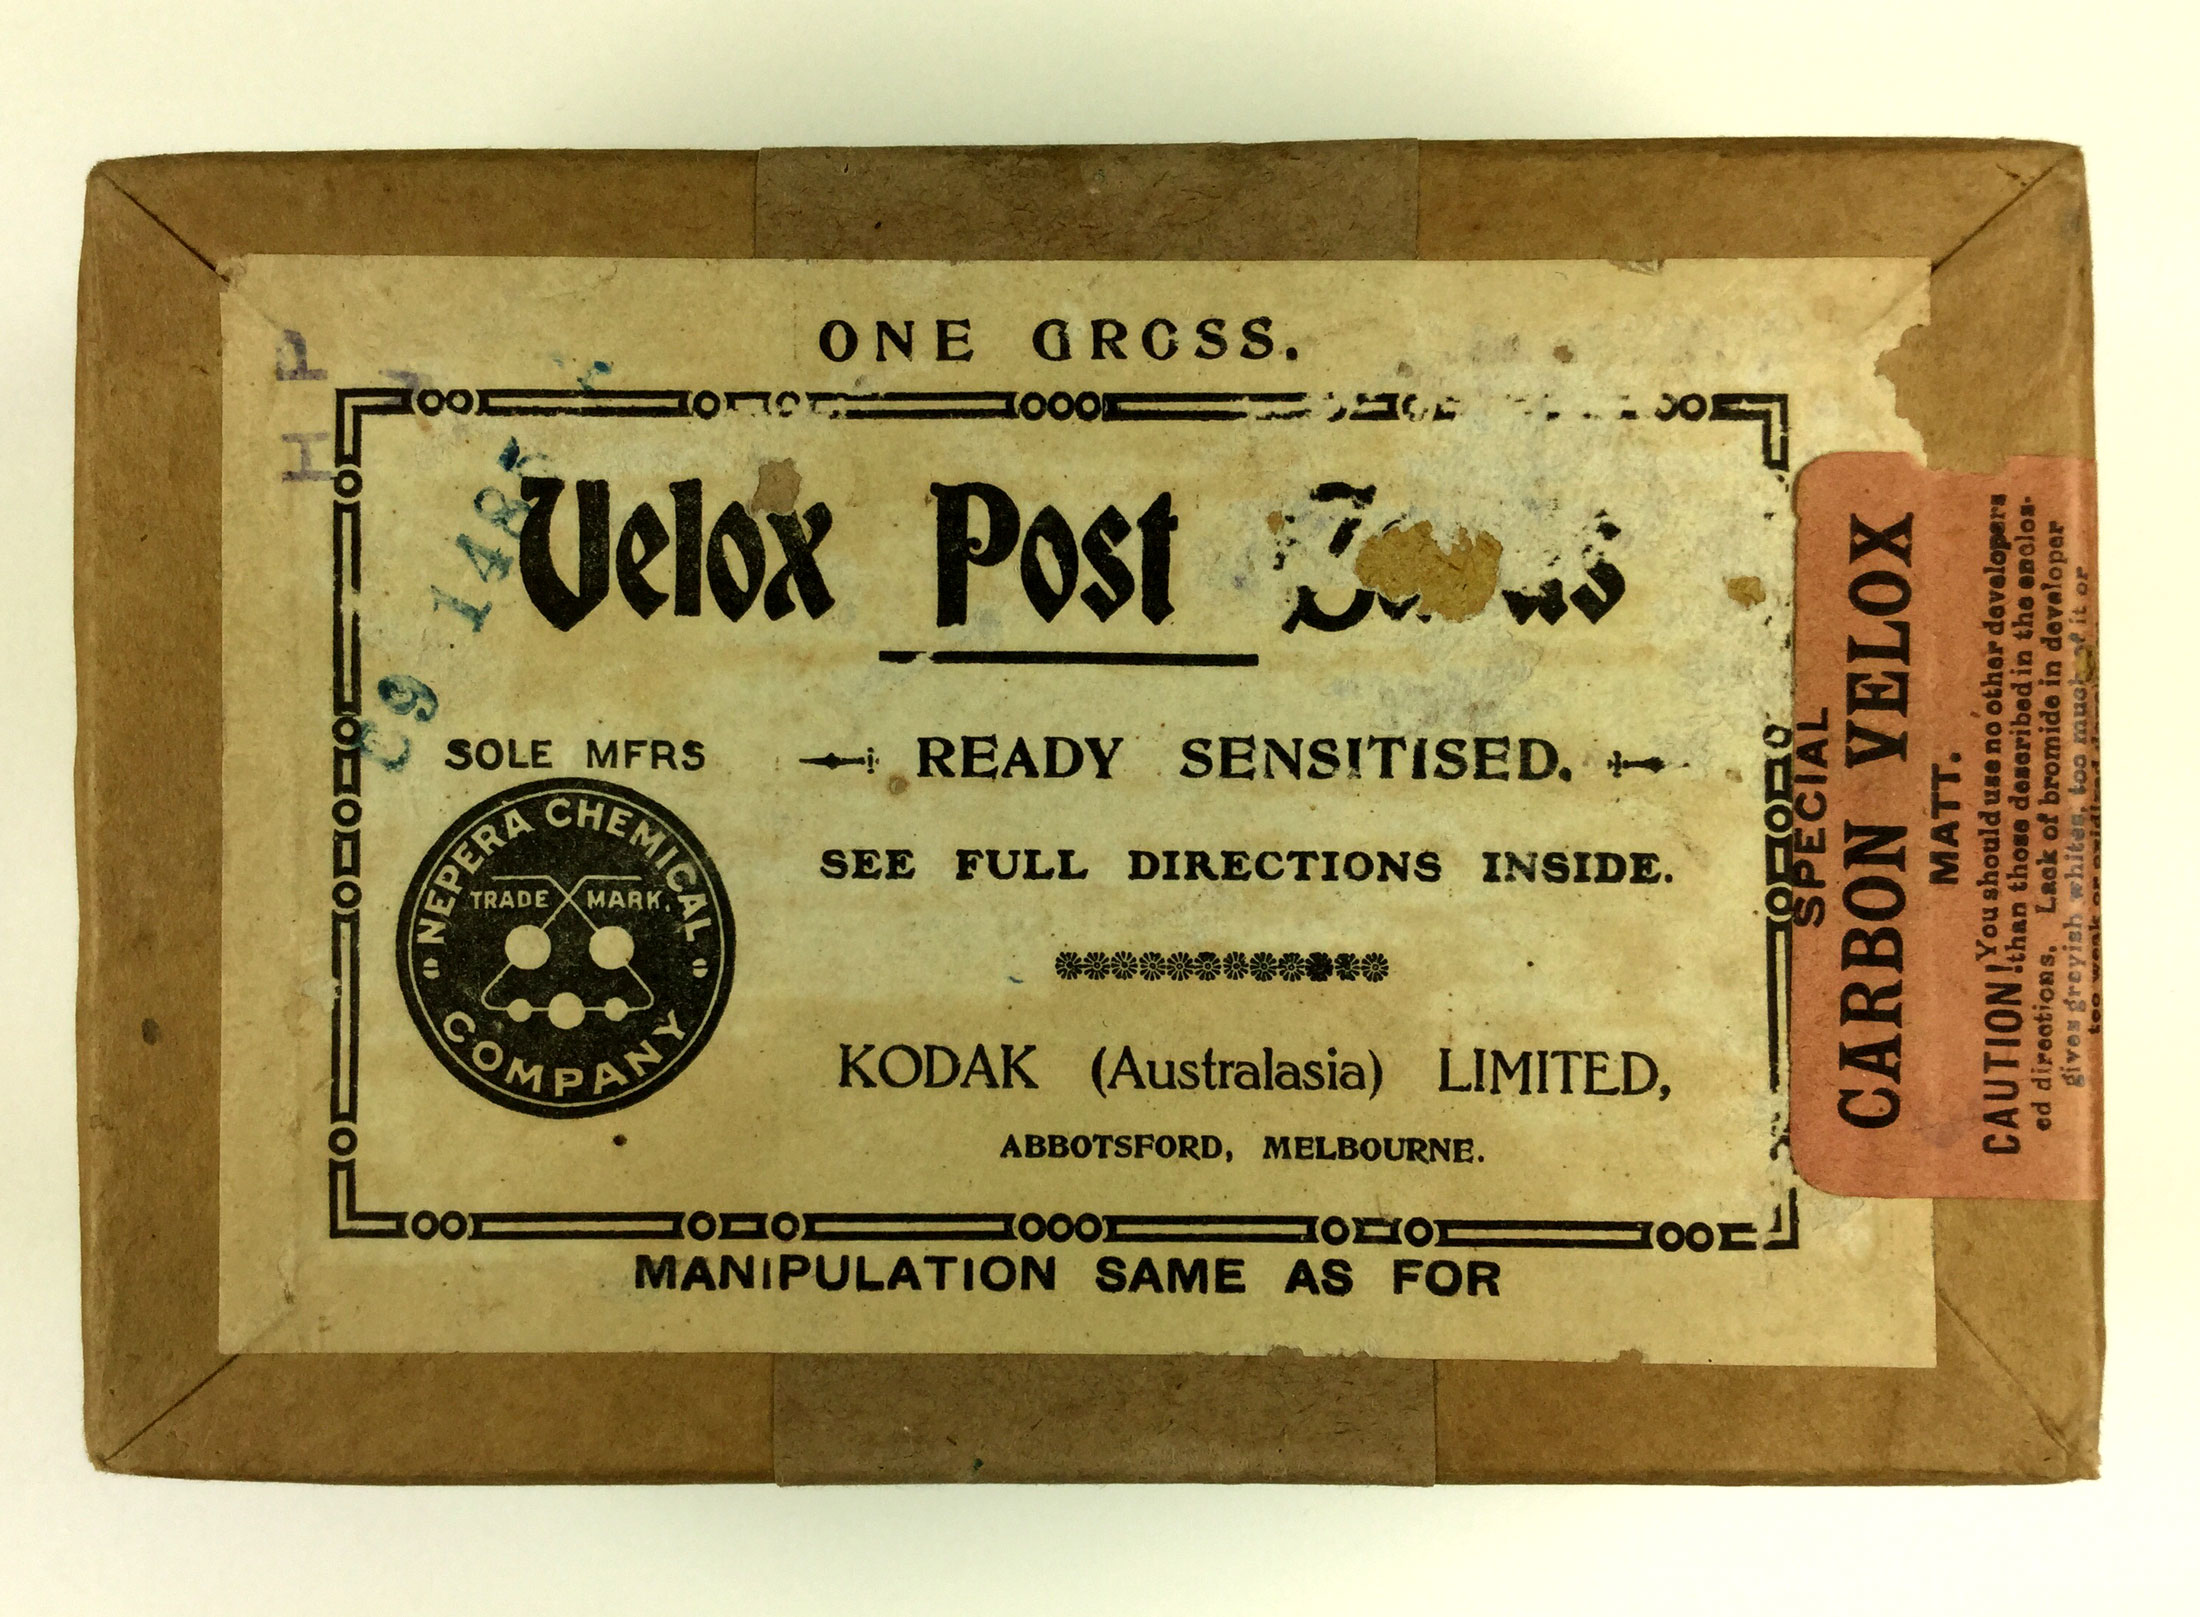 ONE GROSS.
Velox Post
READY SENSITISED.
SEE FULL DIRECTIONS INSIDE.
SOLE MFRS
NEPERA CHEMICAL
TRADE MARK.
COMPANY
KODAK (Australasia) LIMITED,
ABBOTSFORD, MELBOURNE.
MANIPULATION SAME AS FOR
H P
SPECIAL
CARBON VELOX
MATT.
CAUTION! You should use no other developers
than those described in the enclos-
ed directions. Lack of bromide in developer
gives greyish whites, too much of it or
too weak or